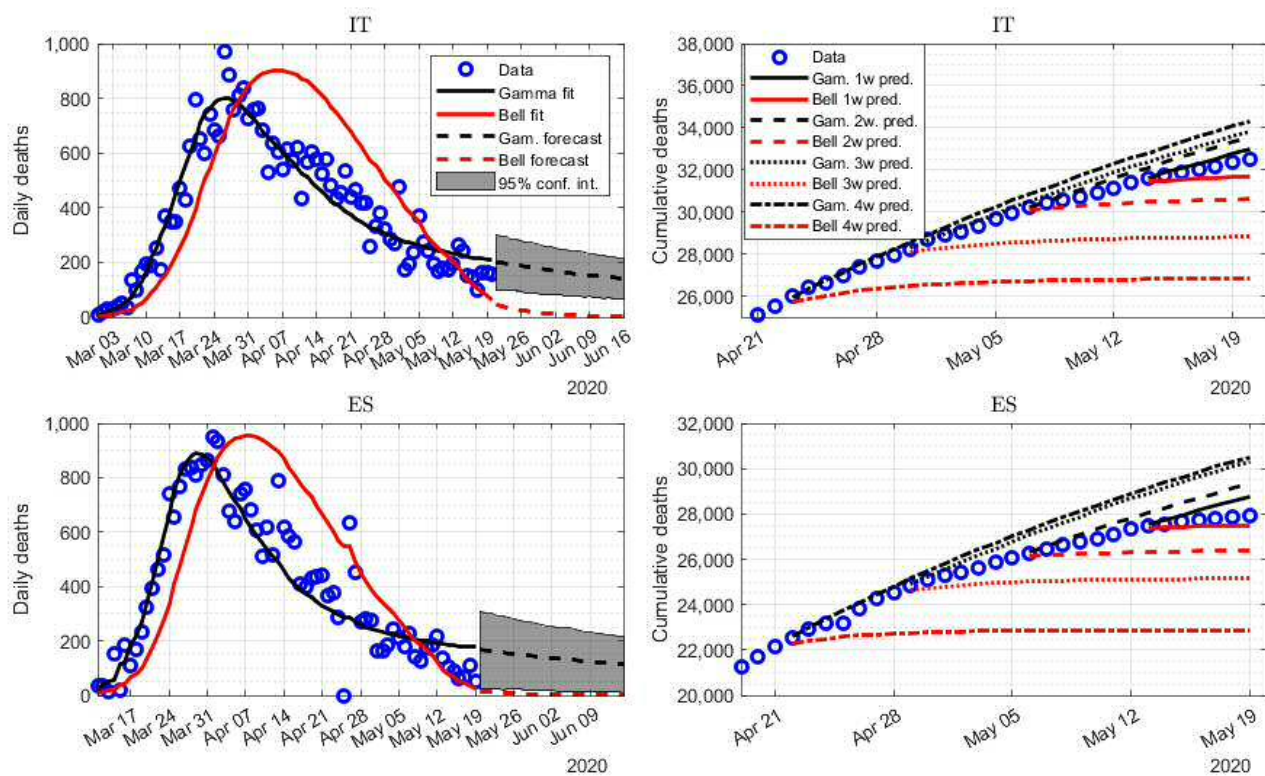 IT
1,000
800
600
400
200
0
Daily deaths
Data
Gamma fit
Bell fit
Gam. forecast
Bell forecast
95% conf. int.
Mar 03
Mar 10
Mar 17
Mar 24
Mar 31
Apr 07
Apr 14
Apr 21
Apr 28
May 05
May 12
May 19
May 26
Jun 02
Jun 09
Jun 16
2020
IT
38,000
36,000
34,000
32,000
30,000
28,000
26,000
Cumulative deaths
Data
Gam. 1w pred.
Bell 1w pred.
Gam. 2w. pred.
Bell 2w pred.
Gam. 3w pred.
Bell 3w pred.
Gam. 4w pred.
Bell 4w pred.
Apr 21
Apr 28
May 05
May 12
May 19
2020
ES
1,000
800
600
400
200
0
Daily deaths
Mar 17
Mar 24
Mar 31
Apr 07
Apr 14
Apr 21
Apr 28
May 05
May 12
May 19
May 26
Jun 02
Jun 09
2020
ES
32,000
30,000
28,000
26,000
24,000
22,000
20,000
Cumulative deaths
Apr 21
Apr 28
May 05
May 12
May 19
2020